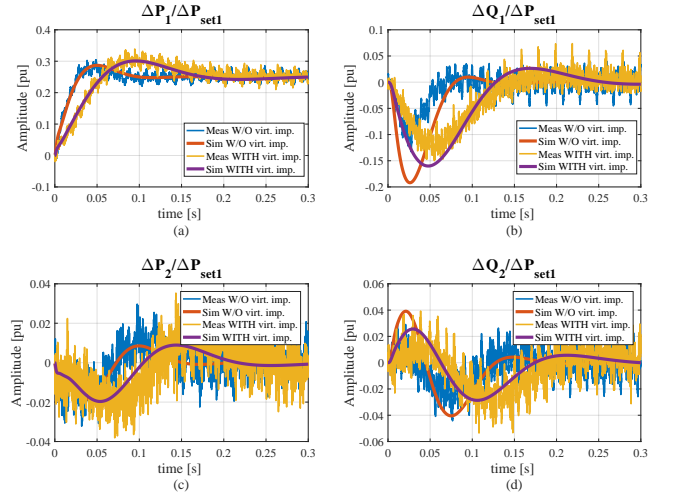 ΔP1/ΔPset1
Amplitude [pu]
0.4
0.3
0.2
0.1
0
-0.1
Meas W/O virt. imp.
Sim W/O virt. imp.
Meas WITH virt. imp.
Sim WITH virt. imp.
0 0.05 0.1 0.15 0.2 0.25 0.3
time [s]
(a)
ΔQ1/ΔPset1
Amplitude [pu]
0.1
0.05
0
-0.05
-0.1
-0.15
-0.2
Meas W/O virt. imp.
Sim W/O virt. imp.
Meas WITH virt. imp.
Sim WITH virt. imp.
0 0.05 0.1 0.15 0.2 0.25 0.3
time [s]
(b)
ΔP2/ΔPset1
Amplitude [pu]
0.04
0.02
0
-0.02
-0.04
Meas W/O virt. imp.
Sim W/O virt. imp.
Meas WITH virt. imp.
Sim WITH virt. imp.
0 0.05 0.1 0.15 0.2 0.25 0.3
time [s]
(c)
ΔQ2/ΔPset1
Amplitude [pu]
0.06
0.04
0.02
0
-0.02
-0.04
-0.06
Meas W/O virt. imp.
Sim W/O virt. imp.
Meas WITH virt. imp.
Sim WITH virt. imp.
0 0.05 0.1 0.15 0.2 0.25 0.3
time [s]
(d)